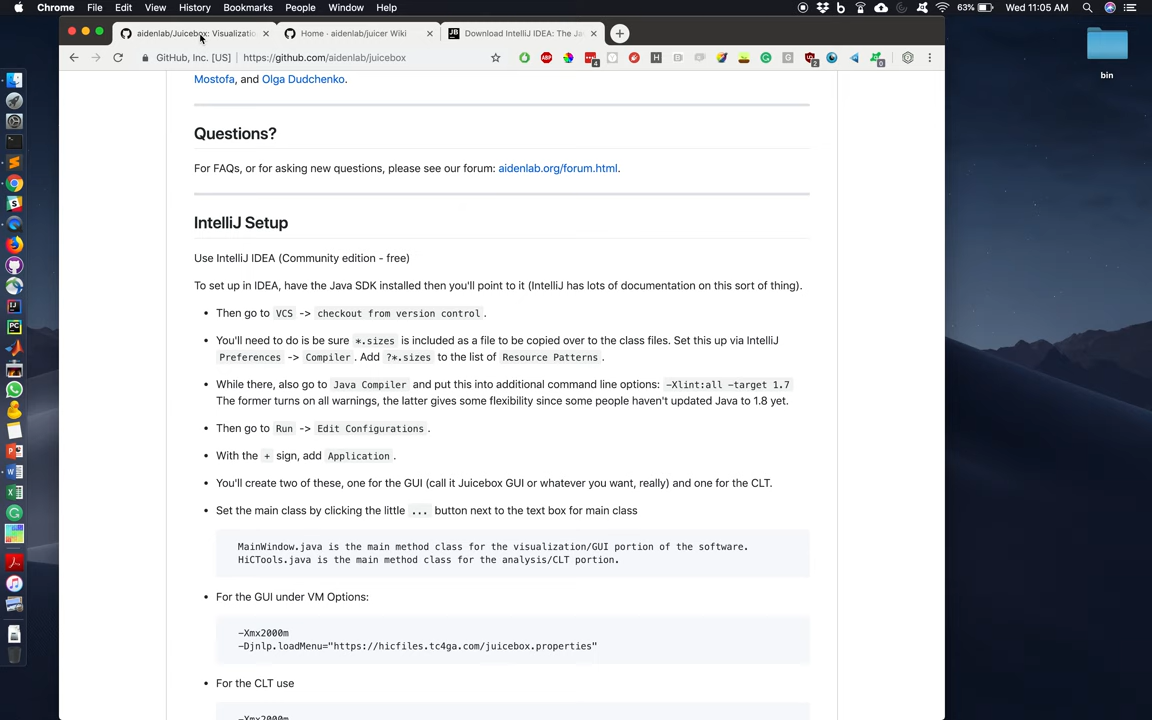 Chrome File Edit View History Bookmarks People Window Help 63% Wed 11:05 AM
aidenlab/Juicebox: Visualizatio Home · aidenlab/juicer Wiki Download IntelliJ IDEA: The Ja
GitHub, Inc. [US] https://github.com/aidenlab/juicebox
bin
Mostofa, and Olga Dudchenko.
Questions?
For FAQs, or for asking new questions, please see our forum: aidenlab.org/forum.html.
IntelliJ Setup
Use IntelliJ IDEA (Community edition - free)
To set up in IDEA, have the Java SDK installed then you'll point to it (IntelliJ has lots of documentation on this sort of thing).
• Then go to VCS -> checkout from version control.
• You'll need to do is be sure *.sizes is included as a file to be copied over to the class files. Set this up via IntelliJ
Preferences -> Compiler. Add ?*.sizes to the list of Resource Patterns.
• While there, also go to Java Compiler and put this into additional command line options: -Xlint:all -target 1.7
The former turns on all warnings, the latter gives some flexibility since some people haven't updated Java to 1.8 yet.
• Then go to Run -> Edit Configurations.
• With the + sign, add Application.
• You'll create two of these, one for the GUI (call it Juicebox GUI or whatever you want, really) and one for the CLT.
• Set the main class by clicking the little ... button next to the text box for main class
MainWindow.java is the main method class for the visualization/GUI portion of the software.
HiCTools.java is the main method class for the analysis/CLT portion.
• For the GUI under VM Options:
-Xmx2000m
-Djnlp.loadMenu="https://hicfiles.tc4ga.com/juicebox.properties"
• For the CLT use
-Xmx2000m